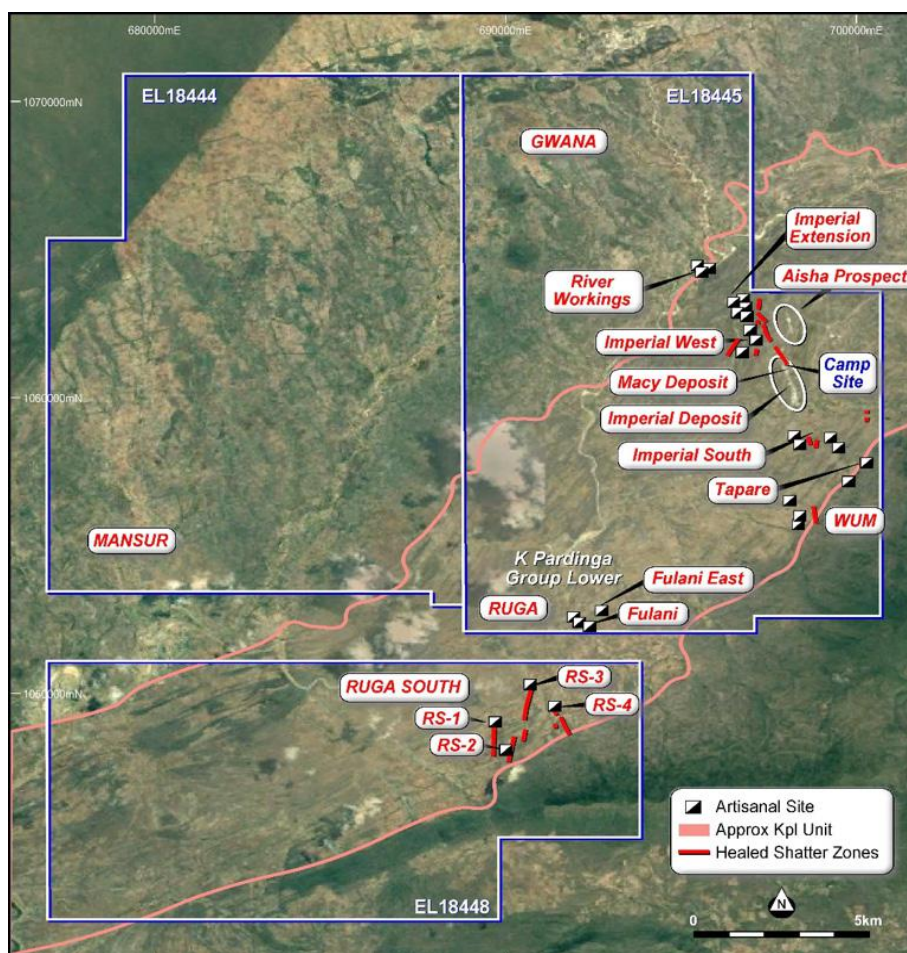 680000mE
690000mE
700000mE
1070000mN
EL18444
EL18445
GWANA
Imperial
Extension
Aisha Prospect
River
Workings
Imperial West
Camp
Site
Macy Deposit
1060000mN
Imperial Deposit
Imperial South
Tapare
WUM
MANSUR
K Pardinga
Group Lower
Fulani East
RUGA
Fulani
RUGA SOUTH
RS-3
1060000mN
RS-4
RS-1
RS-2
Artisanal Site
Approx Kpl Unit
Healed Shatter Zones
EL18448
N
0
5km